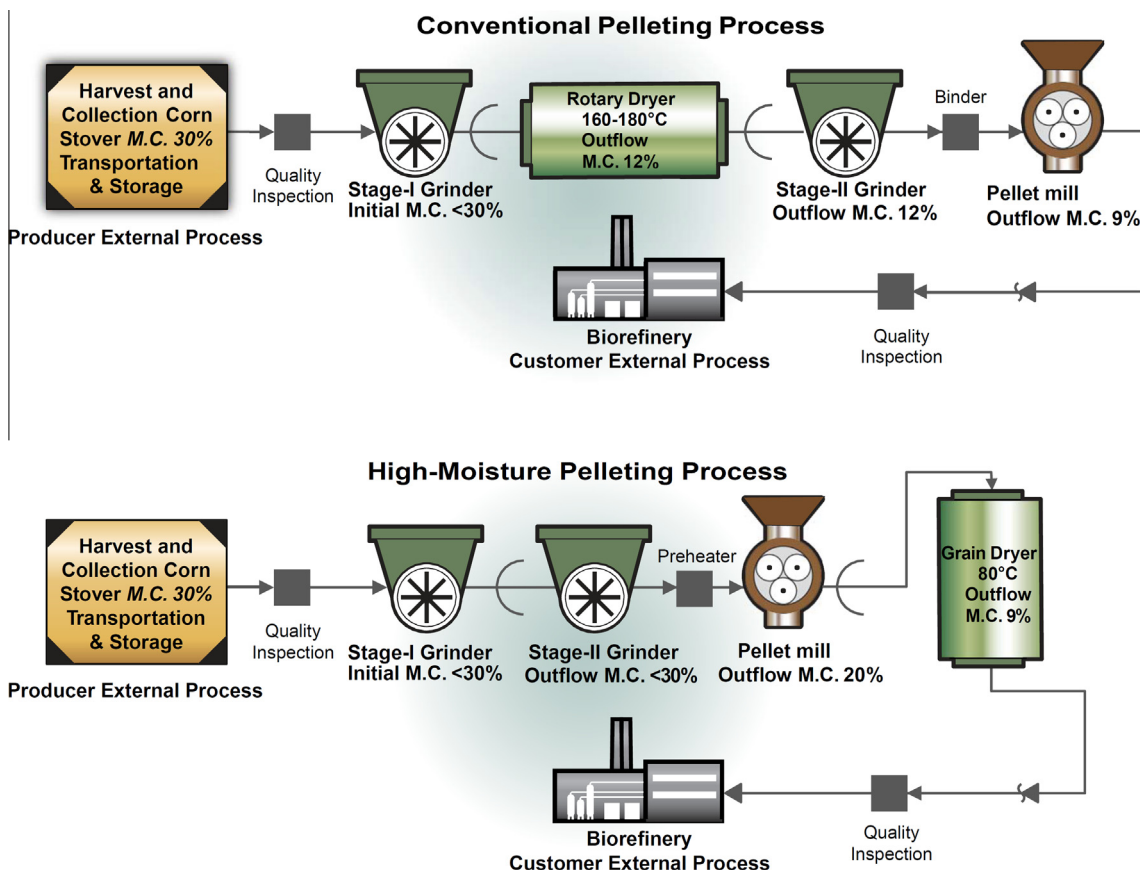 Conventional Pelleting Process
Harvest and
Collection Corn
Stover M.C. 30%
Transportation
& Storage
Producer External Process
Quality
Inspection
Stage-I Grinder
Initial M.C. <30%
Rotary Dryer
160-180°C
Outflow
M.C. 12%
Stage-II Grinder
Outflow M.C. 12%
Binder
Pellet mill
Outflow M.C. 9%
Quality
Inspection
Biorefinery
Customer External Process
High-Moisture Pelleting Process
Harvest and
Collection Corn
Stover M.C. 30%
Transportation
& Storage
Producer External Process
Quality
Inspection
Stage-I Grinder
Initial M.C. <30%
Stage-II Grinder
Outflow M.C. <30%
Preheater
Pellet mill
Outflow M.C. 20%
Grain Dryer
80°C
Outflow
M.C. 9%
Quality
Inspection
Biorefinery
Customer External Process